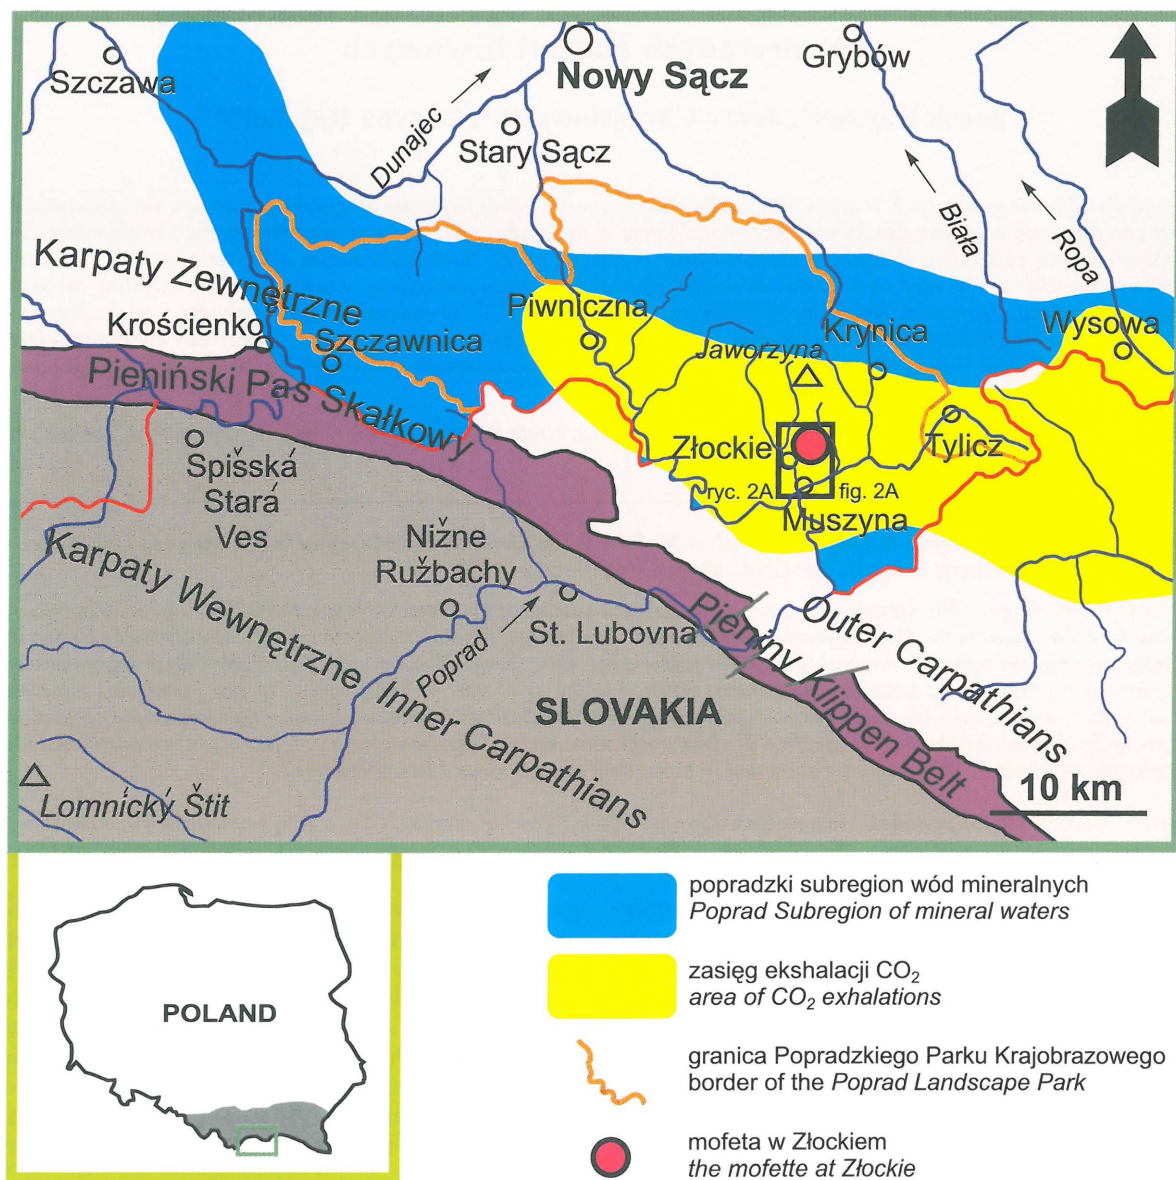 Szczawa
Nowy Sącz
Grybów
Dunajec
Stary Sącz
Biała
Ropa
Karpaty Zewnętrzne
Krościenko
Szczawnica
Piwniczna
Krynica
Wysowa
Jaworzyna
Pieniński Pas Skałkowy
Złockie
Tylicz
ryc. 2A
fig. 2A
Muszyna
Spišská
Stará
Ves
Nižne
Ružbachy
Karpaty Wewnętrzne
Poprad
St. Lubovna
Pieniny Klippen Belt
Outer Carpathians
Inner Carpathians
SLOVAKIA
Lomnický Štit
10 km
POLAND
popradzki subregion wód mineralnych
Poprad Subregion of mineral waters
zasięg ekshalacji CO₂
area of CO₂ exhalations
granica Popradzkiego Parku Krajobrazowego
border of the Poprad Landscape Park
mofeta w Złockiem
the mofette at Złockie